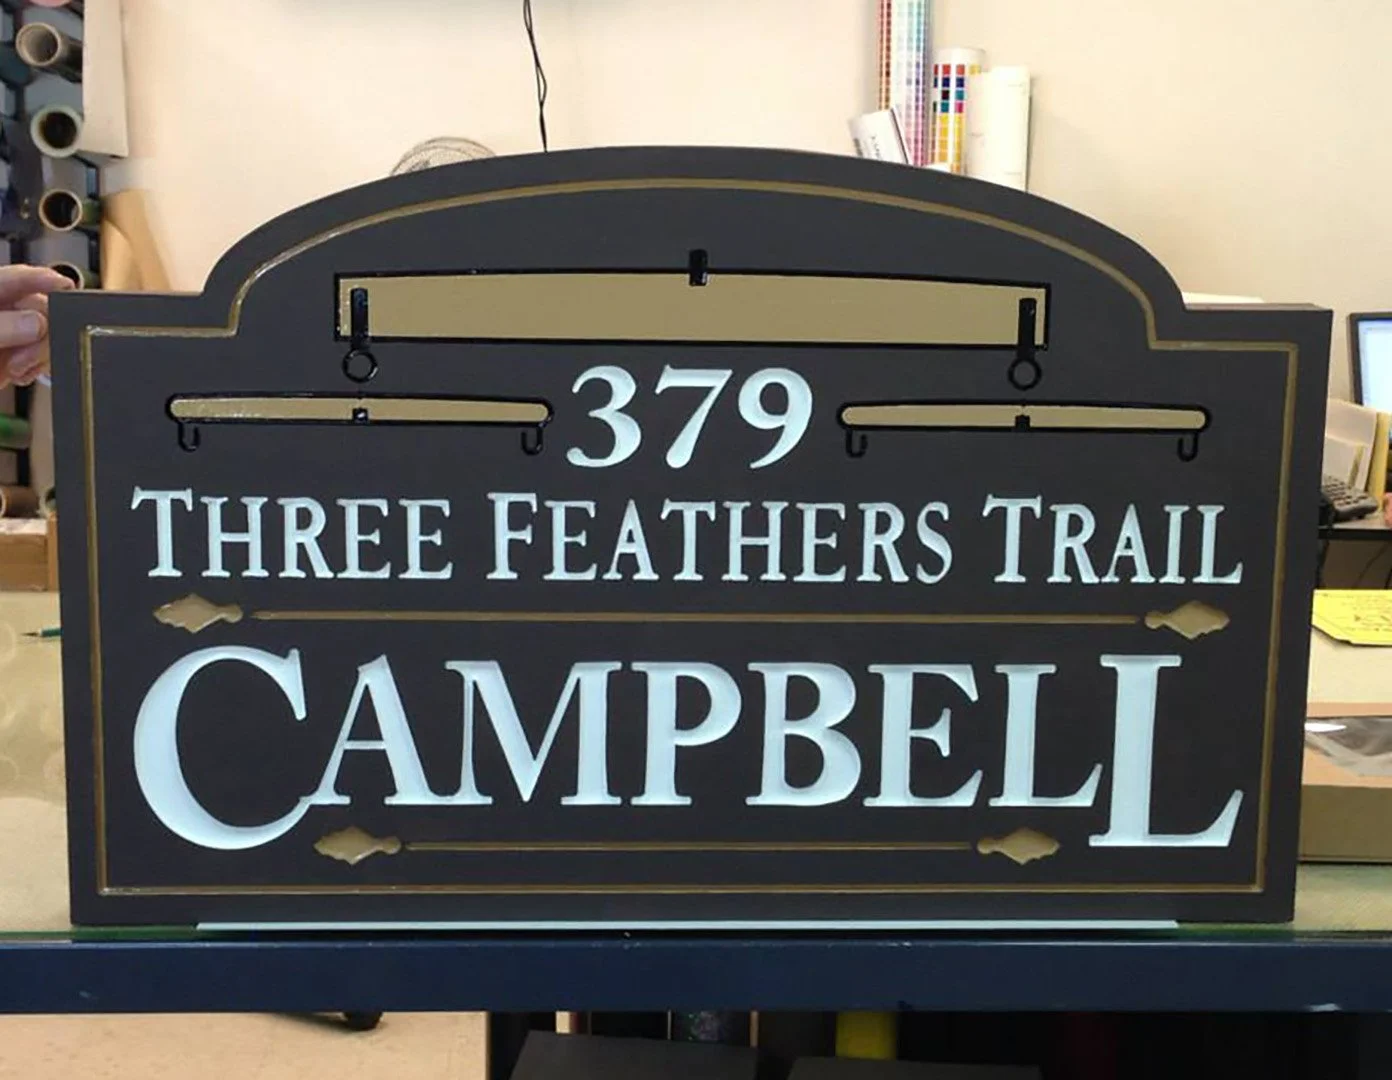 379
THREE FEATHERS TRAIL
CAMPBELL